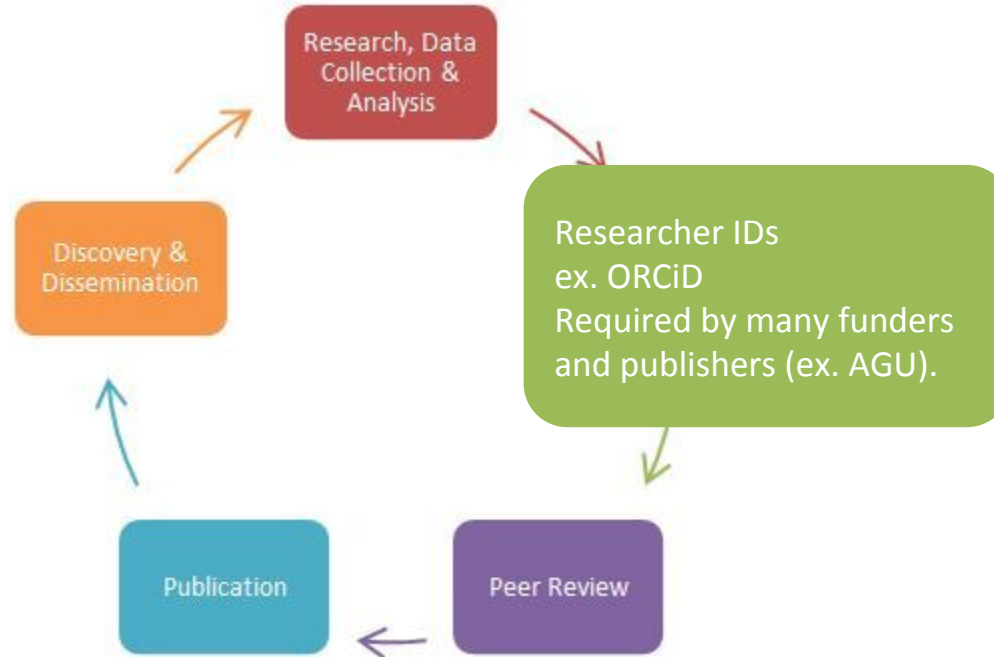 Research, Data
Collection &
Analysis
Researcher IDs
ex. ORCiD
Required by many funders
and publishers (ex. AGU).
Peer Review
Publication
Discovery &
Dissemination